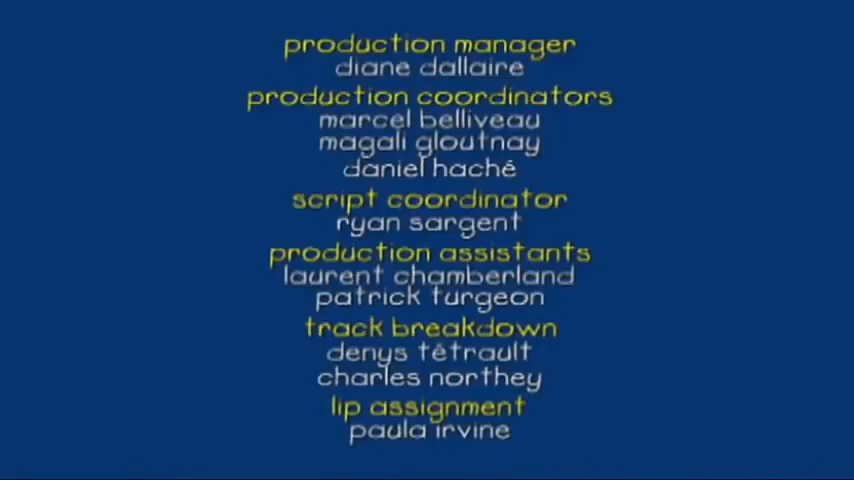 production manager
diane dallaire
production coordinators
marcel belliveau
magali gloutnay
daniel haché
script coordinator
ryan sargent
production assistants
laurent chamberland
patrick turgeon
track breakdown
denys tétrault
charles northey
lip assignment
paula irvine